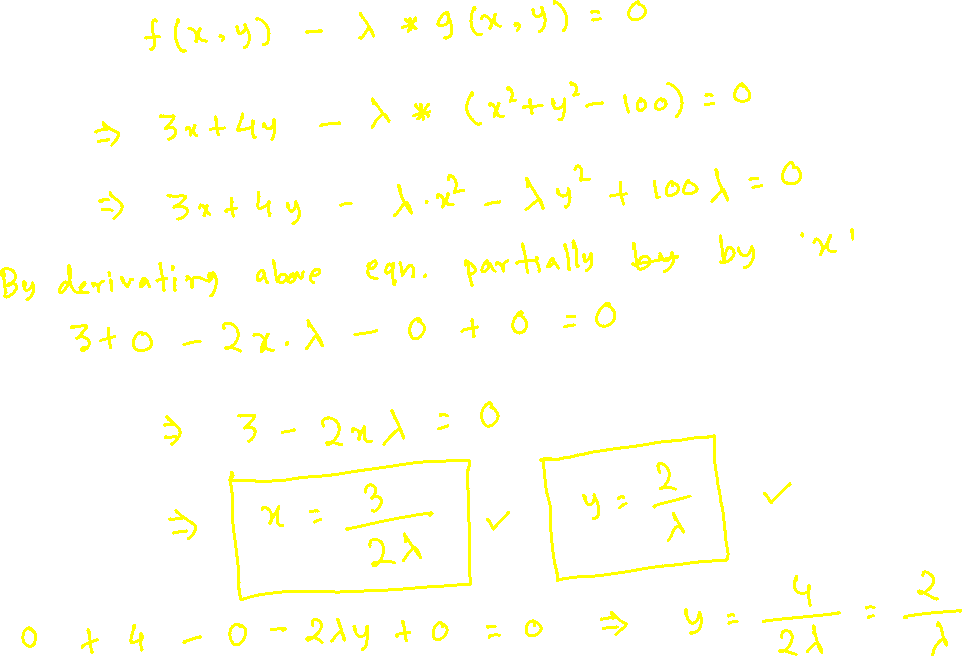 f(x,y) - λ * g(x,y) = 0
⇒ 3x+4y - λ * (x²+y²-100) = 0
⇒ 3x+4y - λ·x² - λy² + 100λ = 0
By derivating above eqn. partially by by 'x'
3+0 - 2x·λ - 0 + 0 = 0
⇒ 3 - 2xλ = 0
⇒ x = 3/2λ ✓ y = 2/λ ✓
0 + 4 - 0 - 2λy + 0 = 0 ⇒ y = 4/2λ = 2/λ